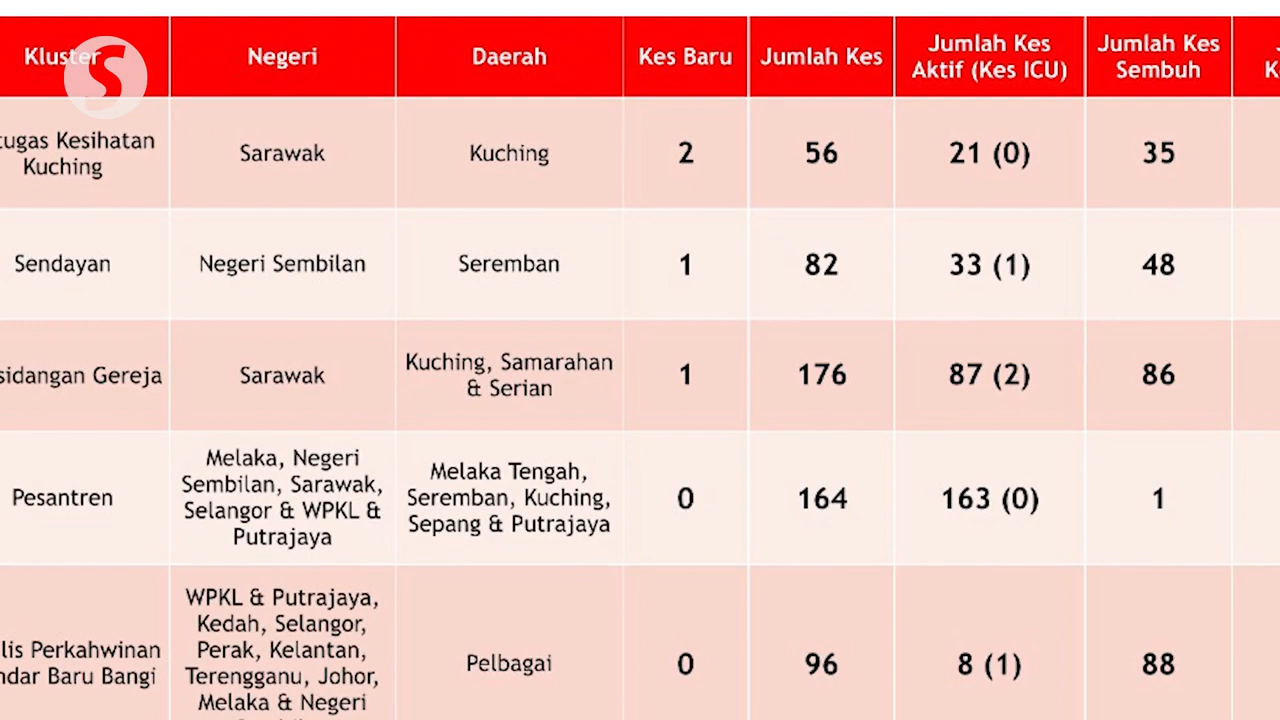 Kluster
Negeri
Daerah
Kes Baru
Jumlah Kes
Jumlah Kes
Aktif (Kes ICU)
Jumlah Kes
Sembuh
Kesihatan
Kuching
Sarawak
Kuching
2
56
21 (0)
35
Sendayan
Negeri Sembilan
Seremban
1
82
33 (1)
48
Gereja
Sarawak
Kuching, Samarahan
& Serian
1
176
87 (2)
86
Pesantren
Melaka, Negeri
Sembilan, Sarawak,
Selangor & WPKL &
Putrajaya
Melaka Tengah,
Seremban, Kuching,
Sepang & Putrajaya
0
164
163 (0)
1
Perkahwinan
Baru Bangi
WPKL & Putrajaya,
Kedah, Selangor,
Perak, Kelantan,
Terengganu, Johor,
Melaka & Negeri
Pelbagai
0
96
8 (1)
88